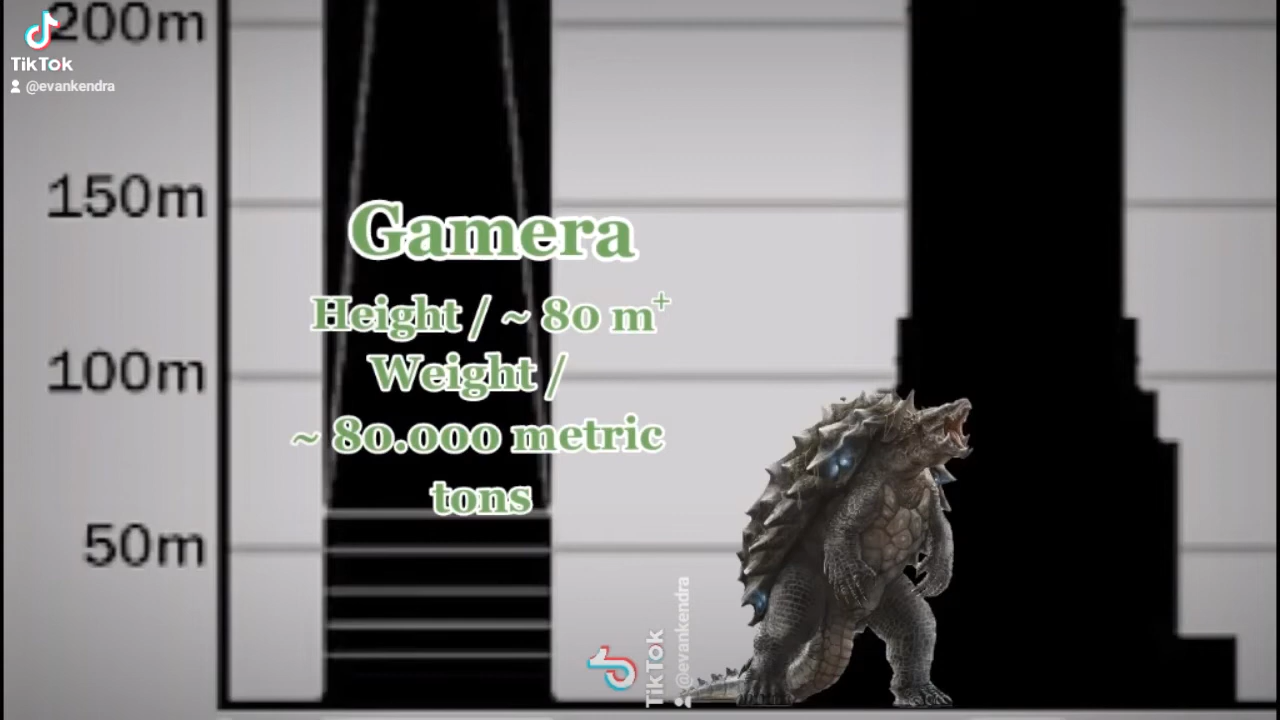 200m
TikTok
@evankendra
150m
Gamera
Height / ~ 80 m+
Weight /
100m
~ 80.000 metric
tons
50m
TikTok
@evankendra